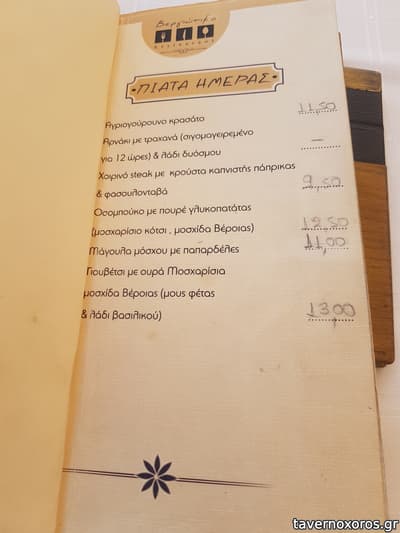 Βεργιώτικο
ΠΙΑΤΑ ΗΜΕΡΑΣ
Αγριογούρουνο κρασάτο 11,50
Αρνάκι με τραχανά (σιγομαγειρεμένο
για 12 ώρες) & λάδι δυόσμου —
Χοιρινό steak με κρούστα καπνιστής πάπρικας
& φασουλονταβά 9,50
Οσομπούκο με πουρέ γλυκοπατάτας
(μοσχαρίσιο κότσι , μοσχίδα Βέροιας) 12,50
Μάγουλα μόσχου με παπαρδέλες 11,00
Γιουβέτσι με ουρά Μοσχαρίσια
μοσχίδα Βέροιας (μους φέτας
& λάδι βασιλικού) 13,00
tavernoxoros.gr